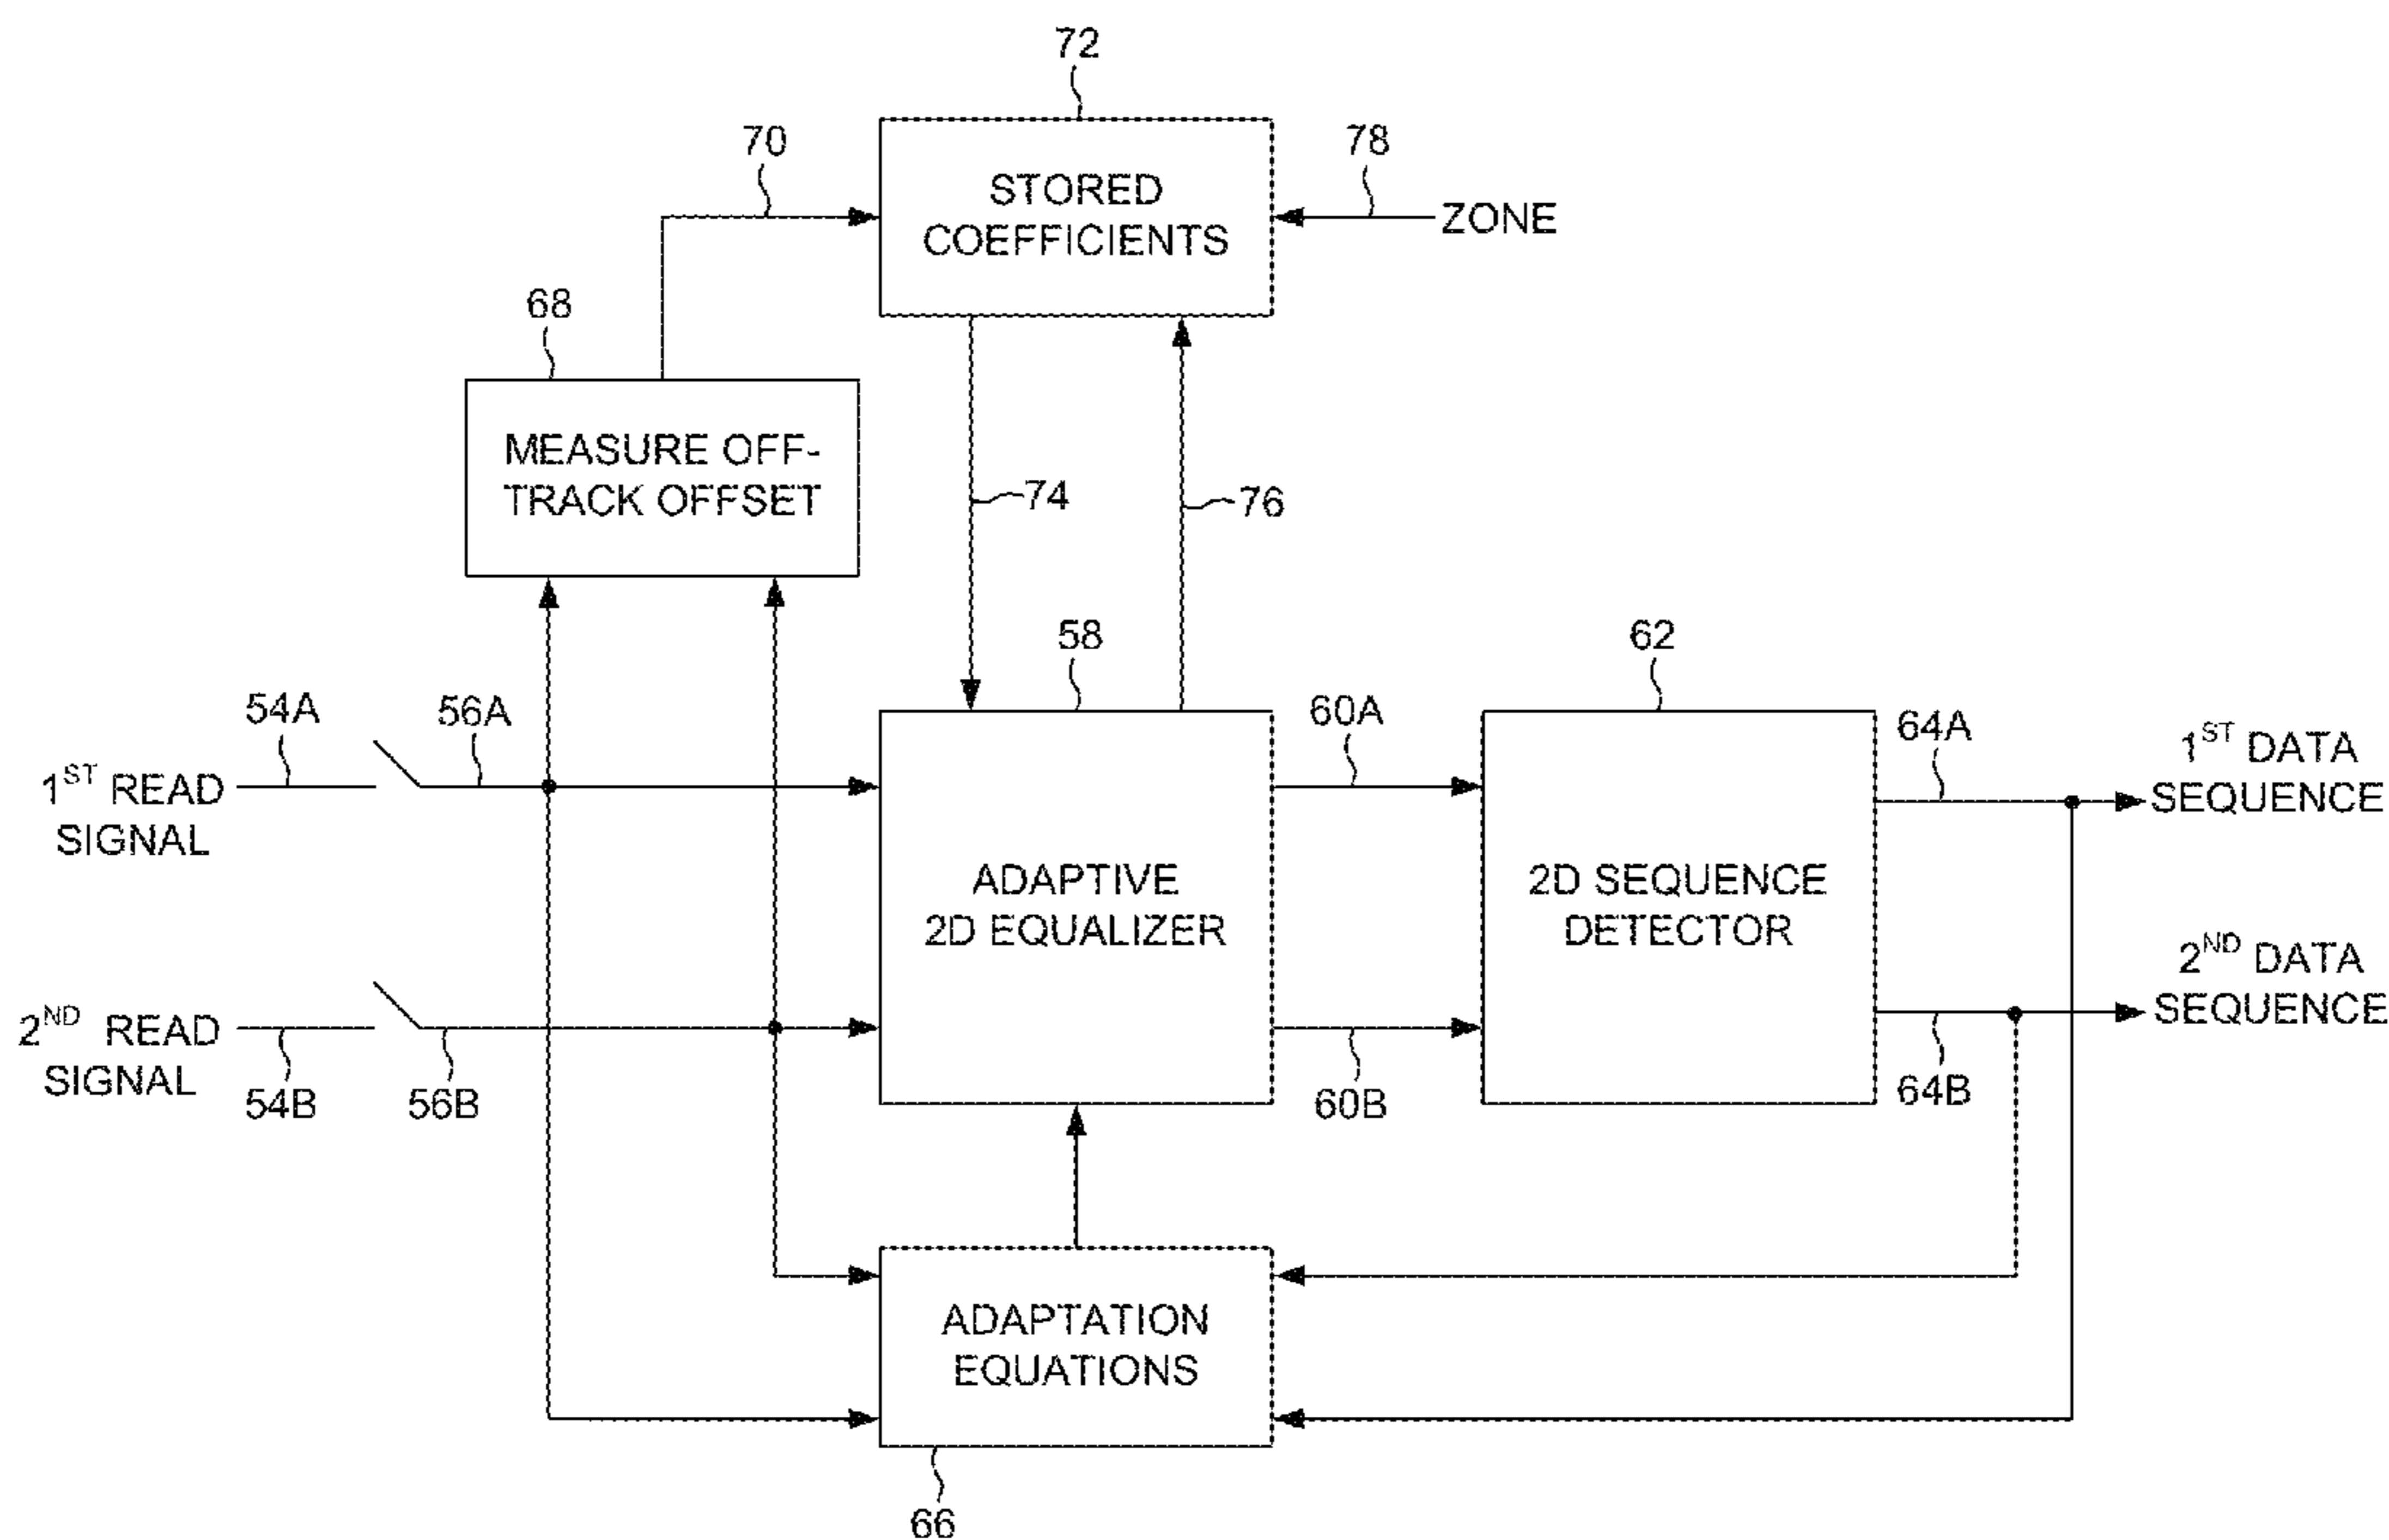 72
70
STORED
COEFFICIENTS
78
ZONE
68
MEASURE OFF-
TRACK OFFSET
74
76
58
62
54A
56A
60A
64A
1ST READ
SIGNAL
1ST DATA
SEQUENCE
ADAPTIVE
2D EQUALIZER
2D SEQUENCE
DETECTOR
2ND READ
SIGNAL
2ND DATA
SEQUENCE
54B
56B
60B
64B
ADAPTATION
EQUATIONS
66